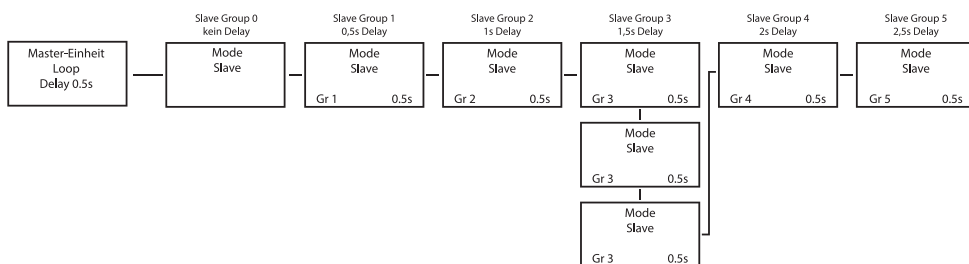 Slave Group 0
kein Delay
Slave Group 1
0,5s Delay
Slave Group 2
1s Delay
Slave Group 3
1,5s Delay
Slave Group 4
2s Delay
Slave Group 5
2,5s Delay
Master-Einheit
Loop
Delay 0.5s
Mode
Slave
Mode
Slave
Gr 1 0.5s
Mode
Slave
Gr 2 0.5s
Mode
Slave
Gr 3 0.5s
Mode
Slave
Gr 4 0.5s
Mode
Slave
Gr 5 0.5s
Mode
Slave
Gr 3 0.5s
Mode
Slave
Gr 3 0.5s